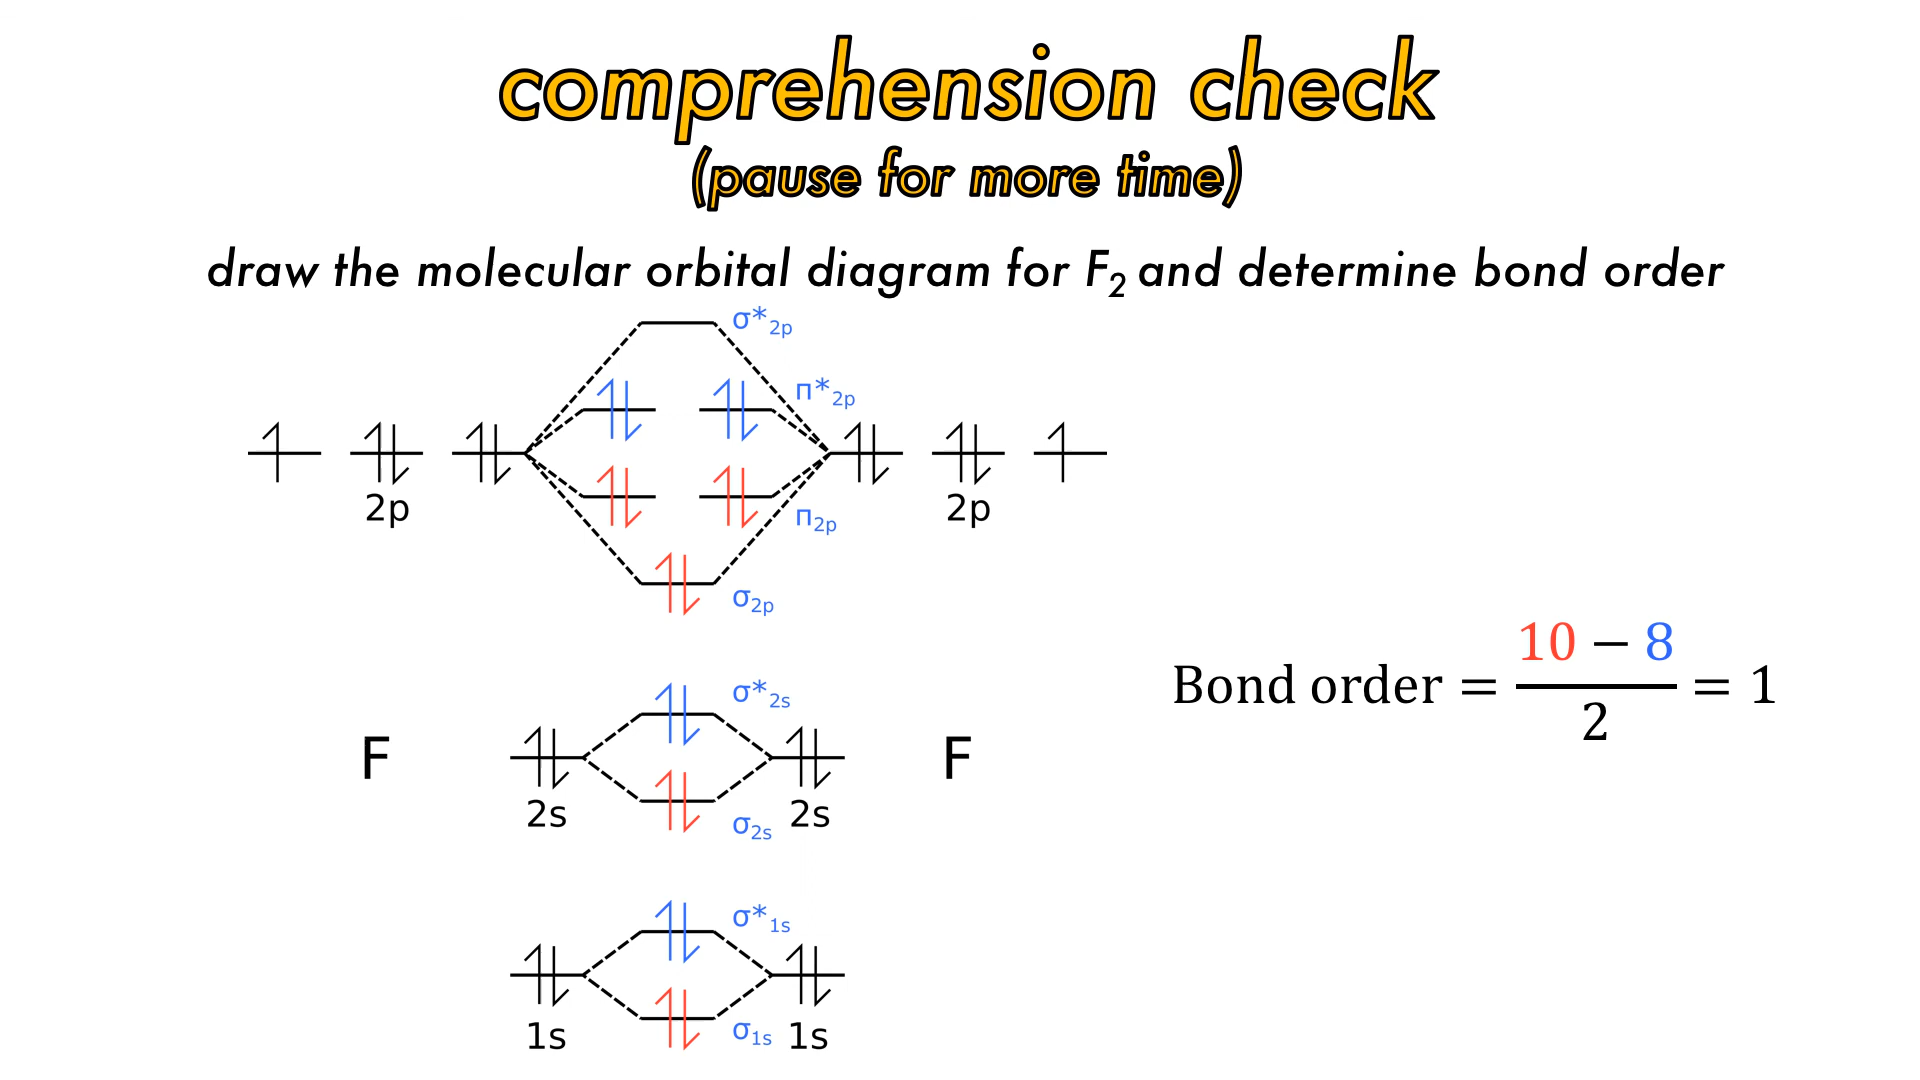 comprehension check
(pause for more time)
draw the molecular orbital diagram for F₂ and determine bond order
σ*₂ₚ
π*₂ₚ
2p
2p
π₂ₚ
σ₂ₚ
Bond order = (10 − 8)/2 = 1
σ*₂ₛ
F
F
2s
σ₂ₛ
2s
σ*₁ₛ
1s
σ₁ₛ
1s